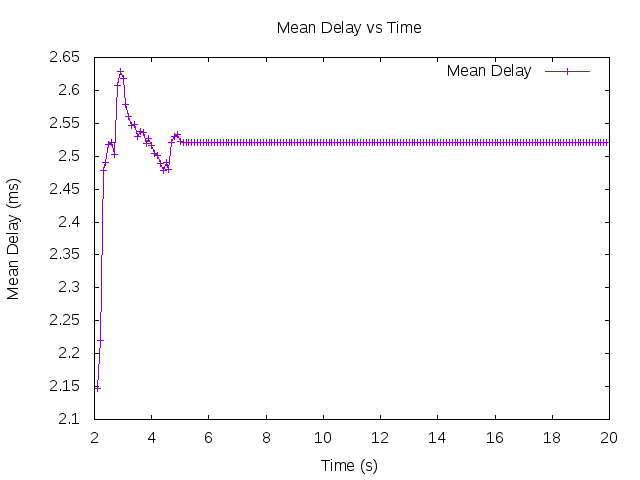 Mean Delay vs Time
Mean Delay
2.65
2.6
2.55
2.5
2.45
2.4
2.35
2.3
2.25
2.2
2.15
2.1
Mean Delay (ms)
2 4 6 8 10 12 14 16 18 20
Time (s)